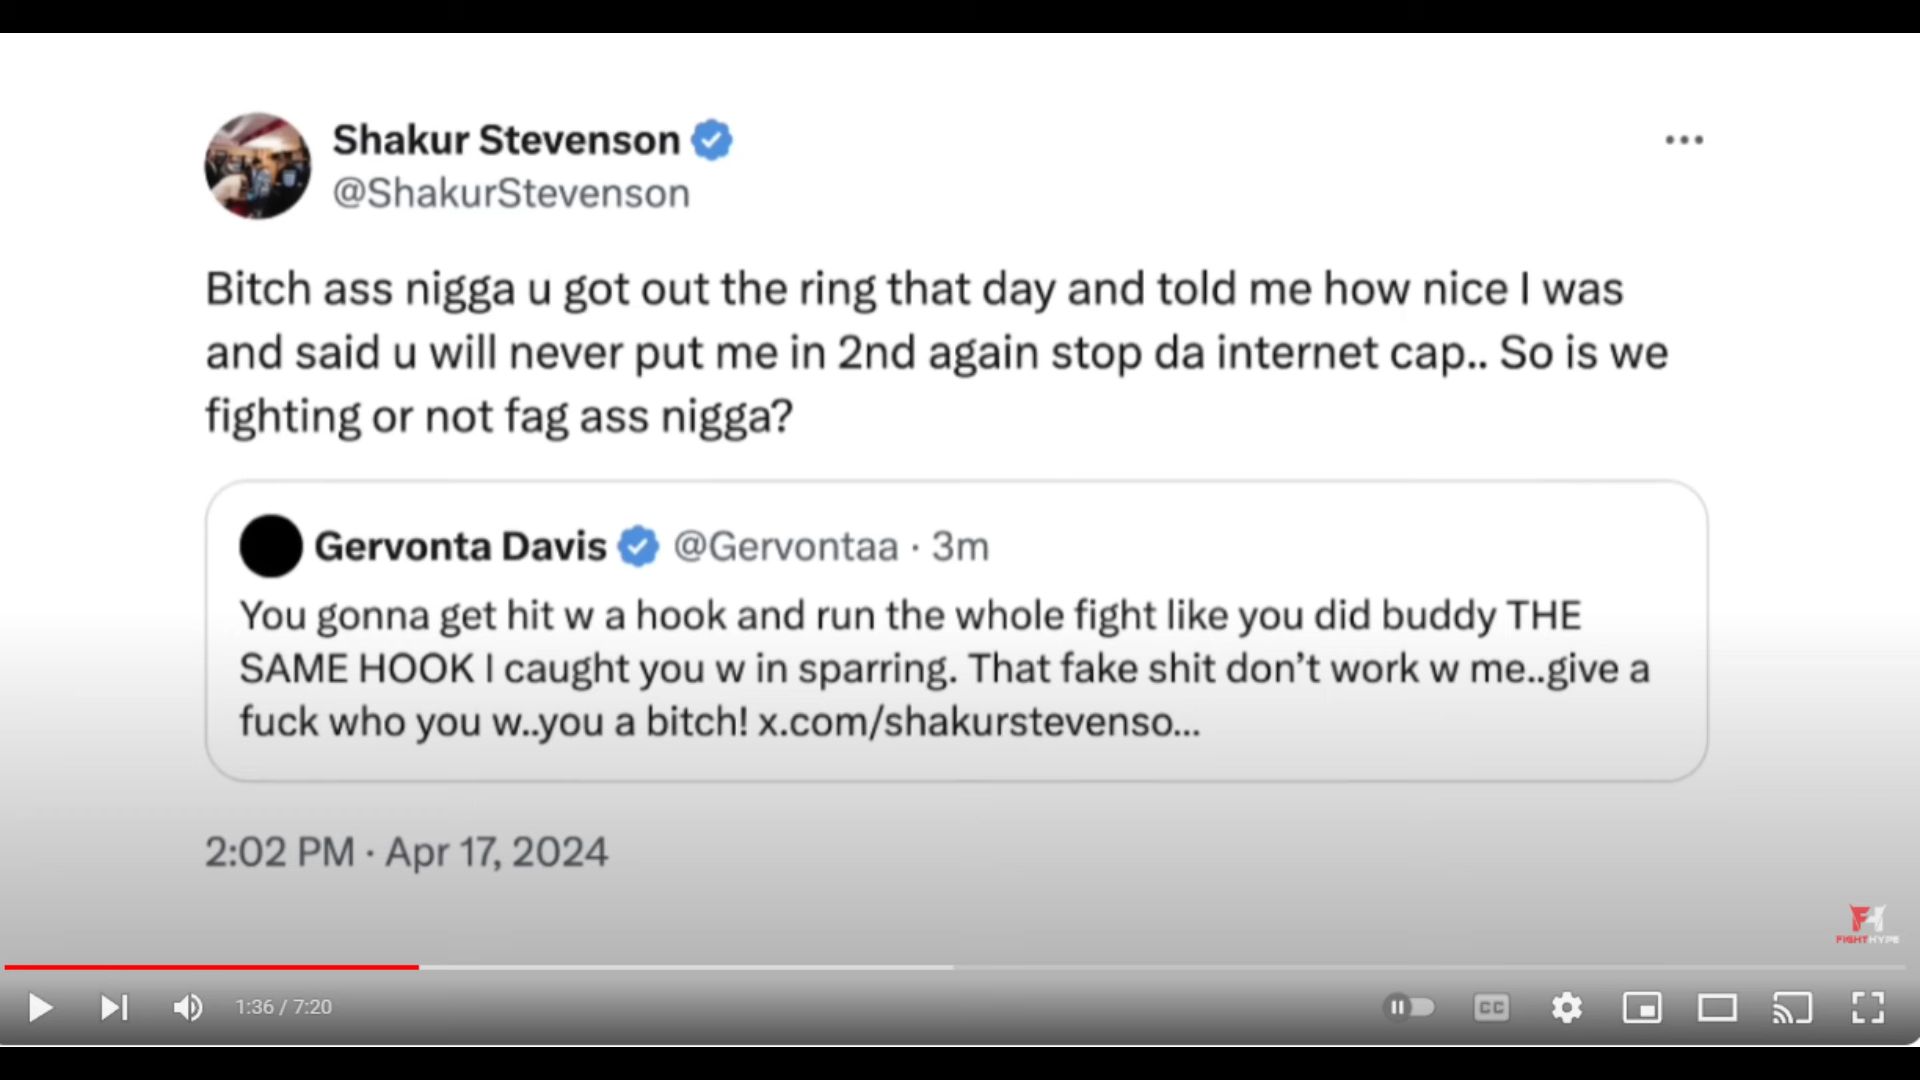 Shakur Stevenson
@ShakurStevenson
Bitch ass nigga u got out the ring that day and told me how nice I was
and said u will never put me in 2nd again stop da internet cap.. So is we
fighting or not fag ass nigga?
Gervonta Davis @Gervontaa · 3m
You gonna get hit w a hook and run the whole fight like you did buddy THE
SAME HOOK I caught you w in sparring. That fake shit don’t work w me..give a
fuck who you w..you a bitch! x.com/shakurstevenso...
2:02 PM · Apr 17, 2024
FIGHTHYPE
1:36 / 7:20
CC